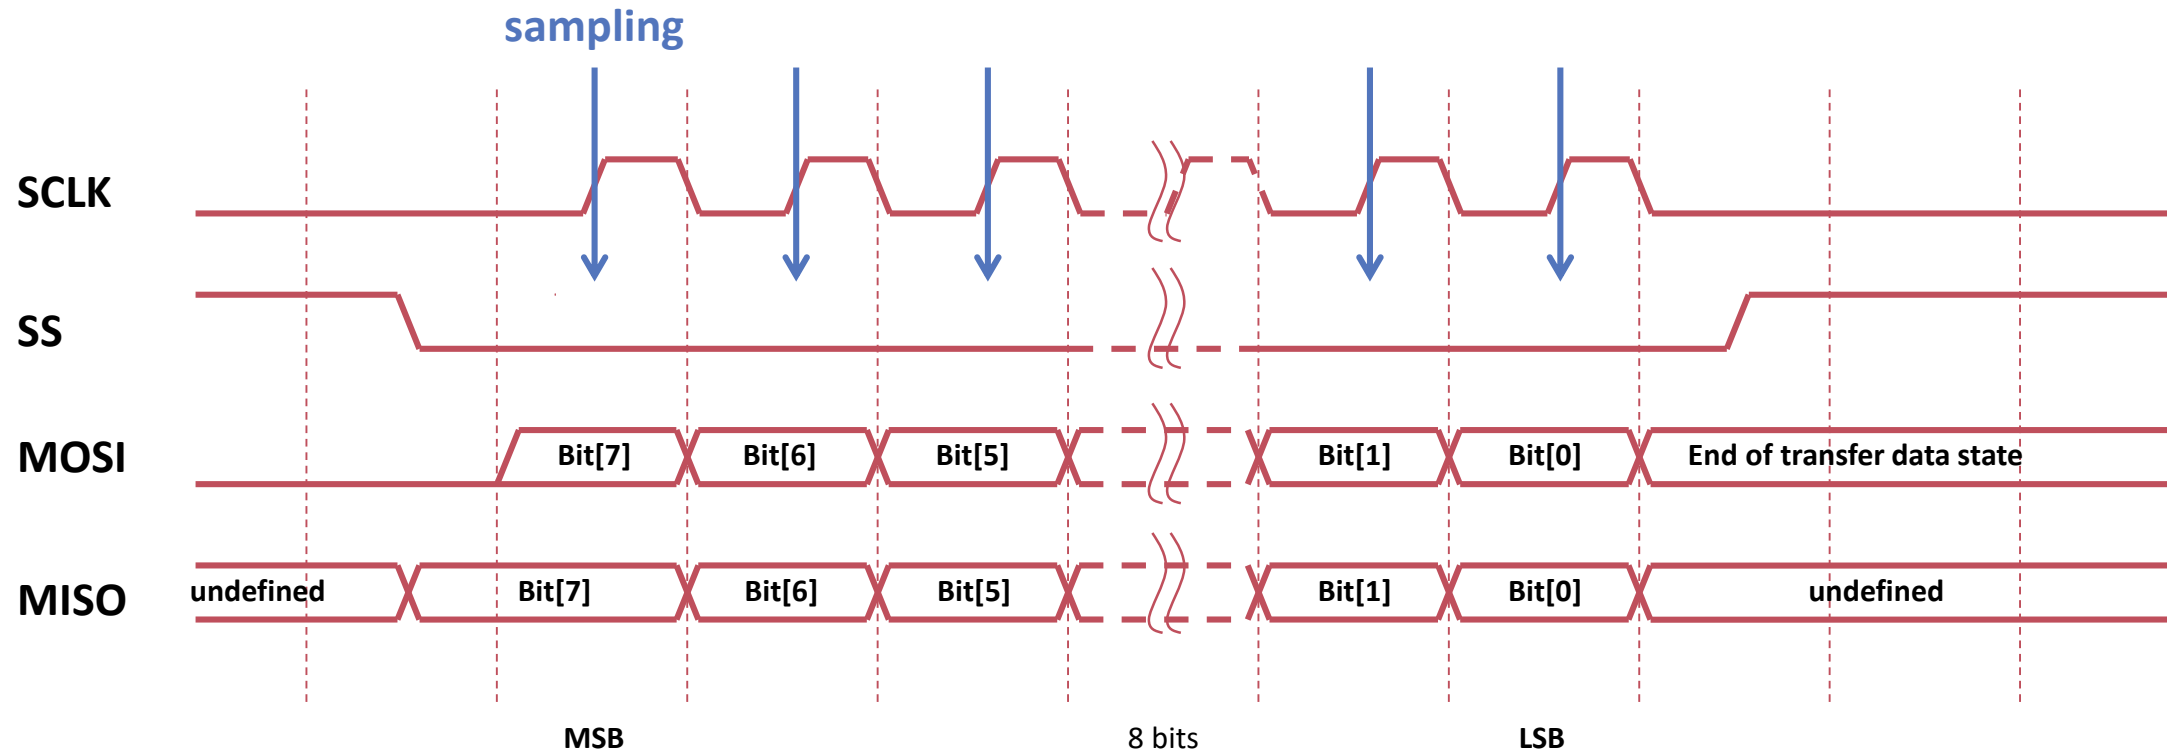 sampling
SCLK
SS
MOSI
Bit[7]
Bit[6]
Bit[5]
Bit[1]
Bit[0]
End of transfer data state
MISO
undefined
Bit[7]
Bit[6]
Bit[5]
Bit[1]
Bit[0]
undefined
MSB
8 bits
LSB